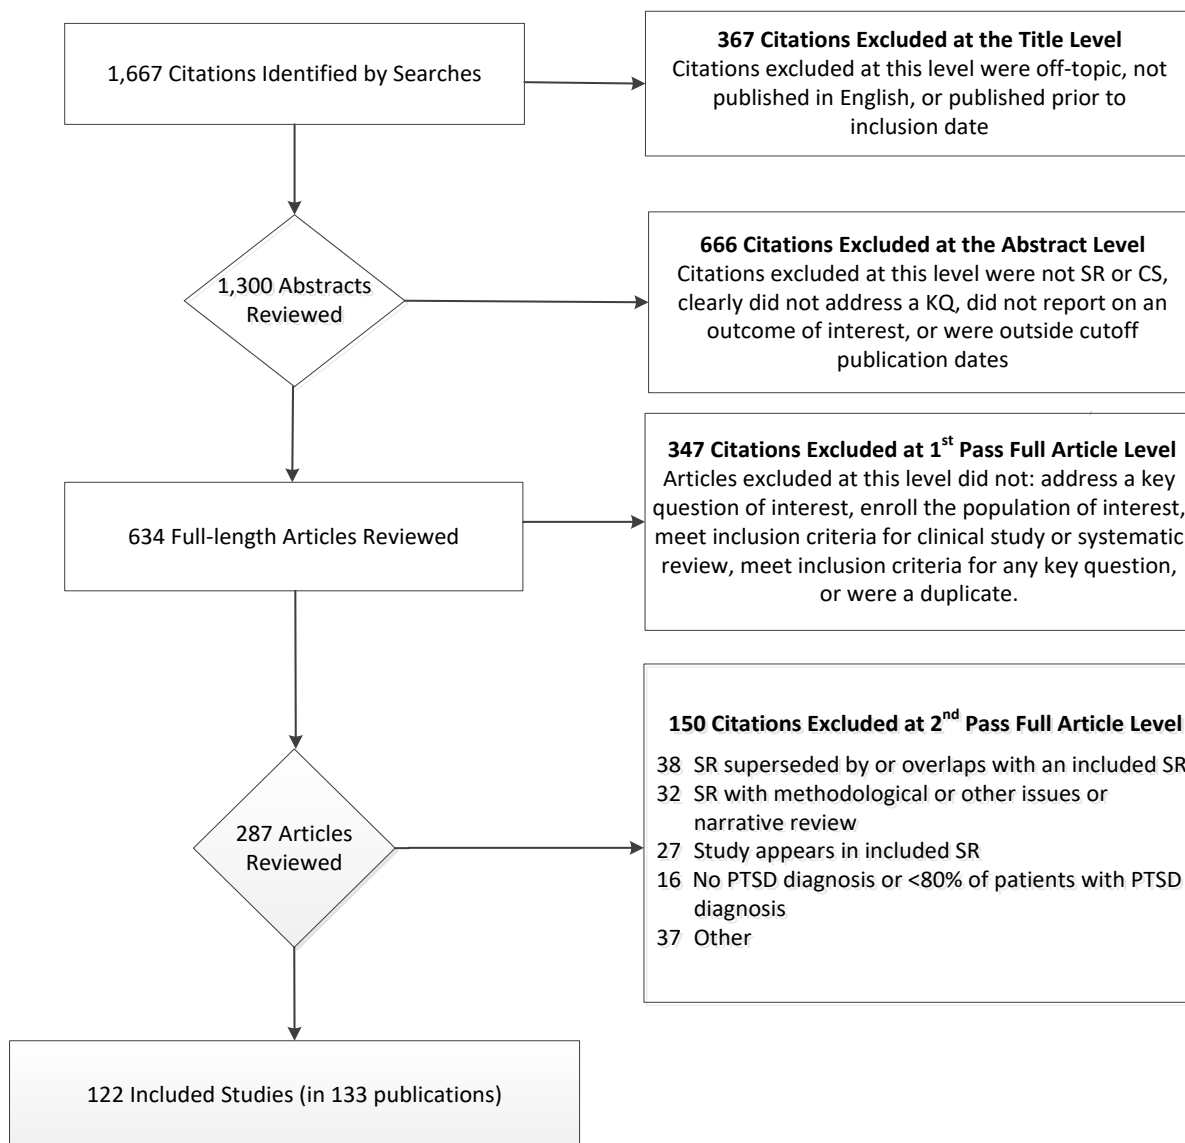 1,667 Citations Identified by Searches
367 Citations Excluded at the Title Level
Citations excluded at this level were off-topic, not
published in English, or published prior to
inclusion date
1,300 Abstracts
Reviewed
666 Citations Excluded at the Abstract Level
Citations excluded at this level were not SR or CS,
clearly did not address a KQ, did not report on an
outcome of interest, or were outside cutoff
publication dates
634 Full-length Articles Reviewed
347 Citations Excluded at 1st Pass Full Article Level
Articles excluded at this level did not: address a key
question of interest, enroll the population of interest,
meet inclusion criteria for clinical study or systematic
review, meet inclusion criteria for any key question,
or were a duplicate.
287 Articles
Reviewed
150 Citations Excluded at 2nd Pass Full Article Level
38 SR superseded by or overlaps with an included SR
32 SR with methodological or other issues or
narrative review
27 Study appears in included SR
16 No PTSD diagnosis or <80% of patients with PTSD
diagnosis
37 Other
122 Included Studies (in 133 publications)